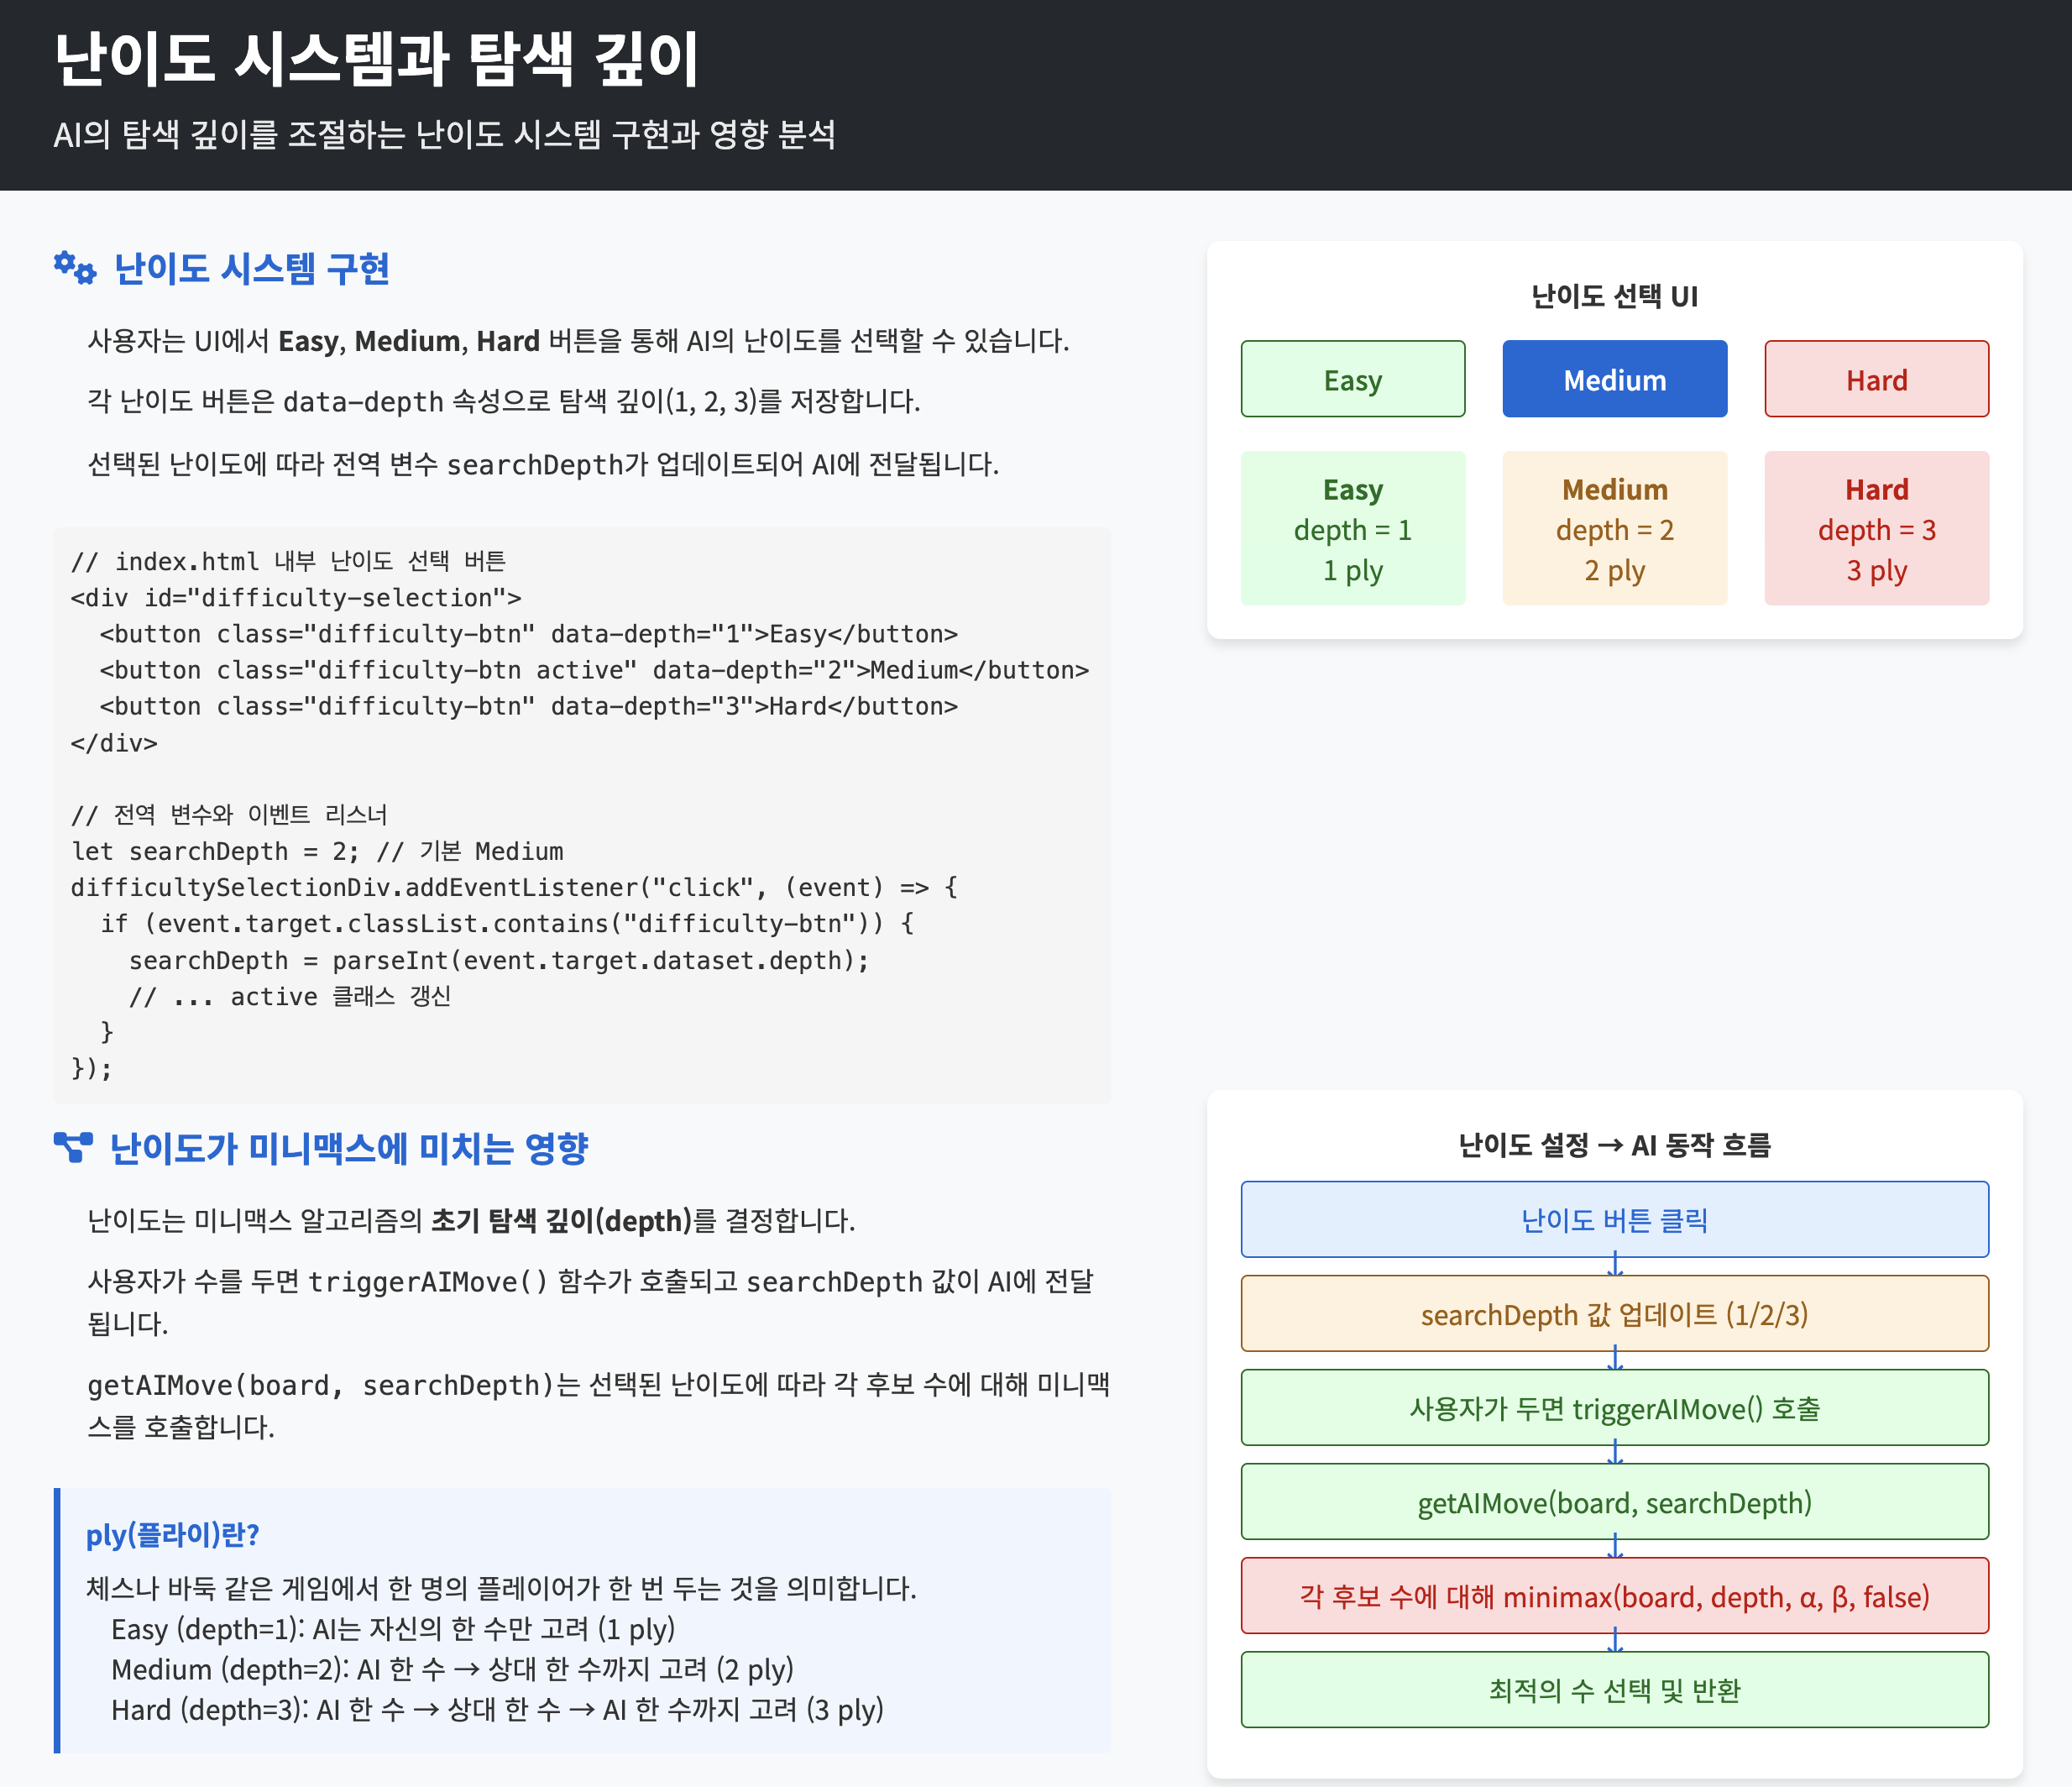 난이도 시스템과 탐색 깊이
AI의 탐색 깊이를 조절하는 난이도 시스템 구현과 영향 분석
난이도 시스템 구현
사용자는 UI에서 Easy, Medium, Hard 버튼을 통해 AI의 난이도를 선택할 수 있습니다.
각 난이도 버튼은 data-depth 속성으로 탐색 깊이(1, 2, 3)를 저장합니다.
선택된 난이도에 따라 전역 변수 searchDepth가 업데이트되어 AI에 전달됩니다.
// index.html 내부 난이도 선택 버튼
<div id="difficulty-selection">
  <button class="difficulty-btn" data-depth="1">Easy</button>
  <button class="difficulty-btn active" data-depth="2">Medium</button>
  <button class="difficulty-btn" data-depth="3">Hard</button>
</div>

// 전역 변수와 이벤트 리스너
let searchDepth = 2; // 기본 Medium
difficultySelectionDiv.addEventListener("click", (event) => {
  if (event.target.classList.contains("difficulty-btn")) {
    searchDepth = parseInt(event.target.dataset.depth);
    // ... active 클래스 갱신
  }
});
난이도가 미니맥스에 미치는 영향
난이도는 미니맥스 알고리즘의 초기 탐색 깊이(depth)를 결정합니다.
사용자가 수를 두면 triggerAIMove() 함수가 호출되고 searchDepth 값이 AI에 전달
됩니다.
getAIMove(board, searchDepth)는 선택된 난이도에 따라 각 후보 수에 대해 미니맥
스를 호출합니다.
ply(플라이)란?
체스나 바둑 같은 게임에서 한 명의 플레이어가 한 번 두는 것을 의미합니다.
Easy (depth=1): AI는 자신의 한 수만 고려 (1 ply)
Medium (depth=2): AI 한 수 → 상대 한 수까지 고려 (2 ply)
Hard (depth=3): AI 한 수 → 상대 한 수 → AI 한 수까지 고려 (3 ply)
난이도 선택 UI
Easy
Medium
Hard
Easy
depth = 1
1 ply
Medium
depth = 2
2 ply
Hard
depth = 3
3 ply
난이도 설정 → AI 동작 흐름
난이도 버튼 클릭
↓
searchDepth 값 업데이트 (1/2/3)
↓
사용자가 두면 triggerAIMove() 호출
↓
getAIMove(board, searchDepth)
↓
각 후보 수에 대해 minimax(board, depth, α, β, false)
↓
최적의 수 선택 및 반환